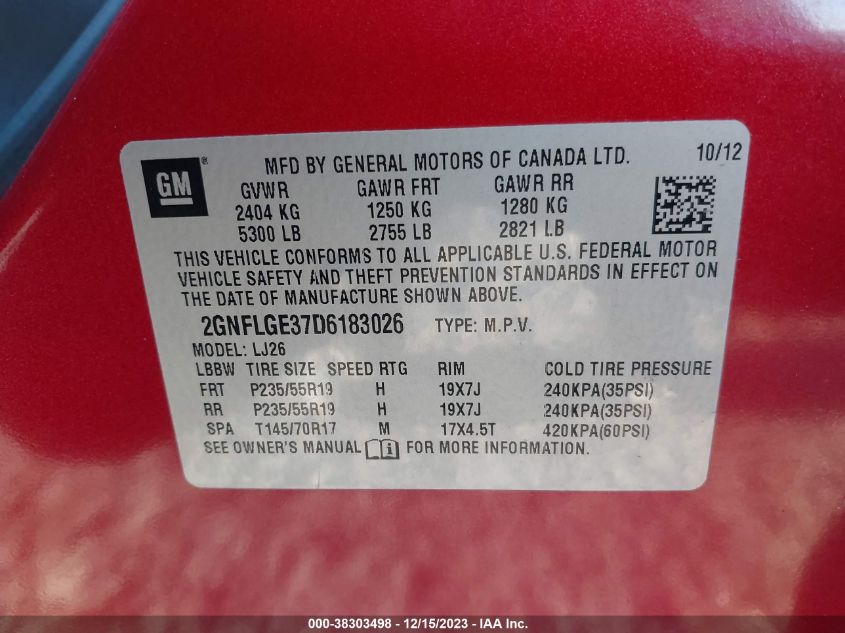 GM ® MFD BY GENERAL MOTORS OF CANADA LTD. 10/12
GVWR GAWR FRT GAWR RR
2404 KG 1250 KG 1280 KG
5300 LB 2755 LB 2821 LB
THIS VEHICLE CONFORMS TO ALL APPLICABLE U.S. FEDERAL MOTOR
VEHICLE SAFETY AND THEFT PREVENTION STANDARDS IN EFFECT ON
THE DATE OF MANUFACTURE SHOWN ABOVE.
2GNFLGE37D6183026 TYPE: M.P.V.
MODEL: LJ26
LBBW TIRE SIZE SPEED RTG RIM COLD TIRE PRESSURE
FRT P235/55R19 H 19X7J 240KPA(35PSI)
RR P235/55R19 H 19X7J 240KPA(35PSI)
SPA T145/70R17 M 17X4.5T 420KPA(60PSI)
SEE OWNER'S MANUAL FOR MORE INFORMATION.
000-38303498 - 12/15/2023 - IAA Inc.